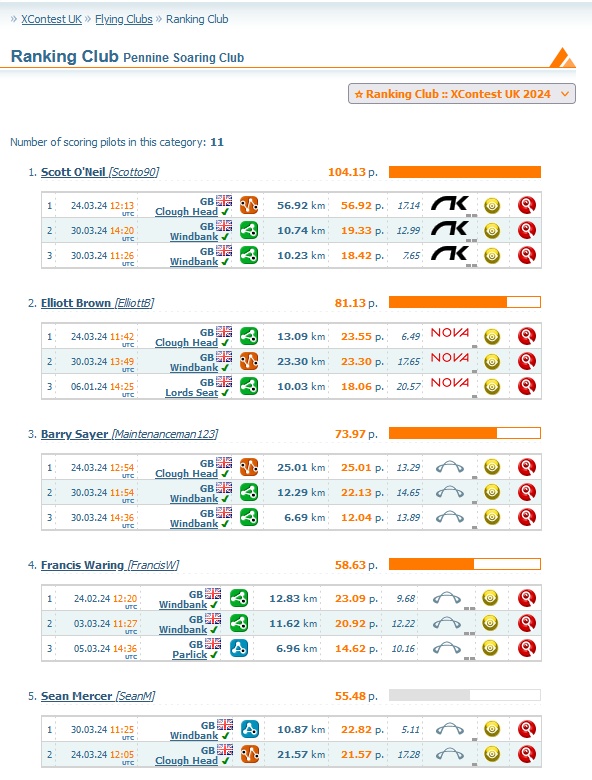 » XContest UK » Flying Clubs » Ranking Club
Ranking Club Pennine Soaring Club
☆ Ranking Club :: XContest UK 2024
Number of scoring pilots in this category: 11
1. Scott O'Neil [Scotto90] 104.13 p.
1 24.03.24 12:13 UTC GB Clough Head ✔ 56.92 km 56.92 p. 17.14
2 30.03.24 14:20 UTC GB Windbank ✔ 10.74 km 19.33 p. 12.99
3 30.03.24 11:26 UTC GB Windbank ✔ 10.23 km 18.42 p. 7.65
2. Elliott Brown [ElliottB] 81.13 p.
1 24.03.24 11:42 UTC GB Clough Head ✔ 13.09 km 23.55 p. 6.49 NOVA
2 30.03.24 13:49 UTC GB Windbank ✔ 23.30 km 23.30 p. 17.65 NOVA
3 06.01.24 14:25 UTC GB Lords Seat ✔ 10.03 km 18.06 p. 20.57 NOVA
3. Barry Sayer [Maintenanceman123] 73.97 p.
1 24.03.24 12:54 UTC GB Clough Head ✔ 25.01 km 25.01 p. 13.29
2 30.03.24 11:54 UTC GB Windbank ✔ 12.29 km 22.13 p. 14.65
3 30.03.24 14:36 UTC GB Windbank ✔ 6.69 km 12.04 p. 13.89
4. Francis Waring [FrancisW] 58.63 p.
1 24.02.24 12:20 UTC GB Windbank ✔ 12.83 km 23.09 p. 9.68
2 03.03.24 11:27 UTC GB Windbank ✔ 11.62 km 20.92 p. 12.22
3 05.03.24 14:36 UTC GB Parlick ✔ 6.96 km 14.62 p. 10.16
5. Sean Mercer [SeanM] 55.48 p.
1 30.03.24 11:25 UTC GB Windbank ✔ 10.87 km 22.82 p. 5.11
2 24.03.24 12:05 UTC GB Clough Head ✔ 21.57 km 21.57 p. 17.28